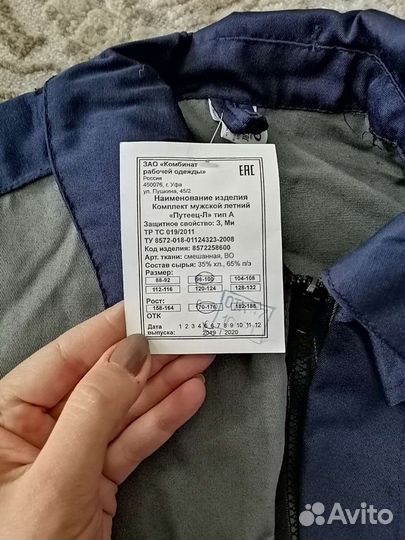 ЗАО «Комбинат
рабочей одежды»
ЕАС
Россия
450076, г. Уфа
ул. Пушкина, 45/2
Наименование изделия
Комплект мужской летний
«Путеец-Л» тип А
Защитное свойство: З, Ми
ТР ТС 019/2011
ТУ 8572-018-01124323-2008
Код изделия: 8572258600
Арт. ткани: смешанная, ВО
Состав сырья: 35% хл., 65% п/э
Размер:
88-92 96-100 104-108
112-116 120-124 128-132
Рост:
158-164 170-176 182-188
ОТК
Дата 1 2 3 4 5 6 7 8 9 10 11 12
выпуска: 2019 / 2020
Avito